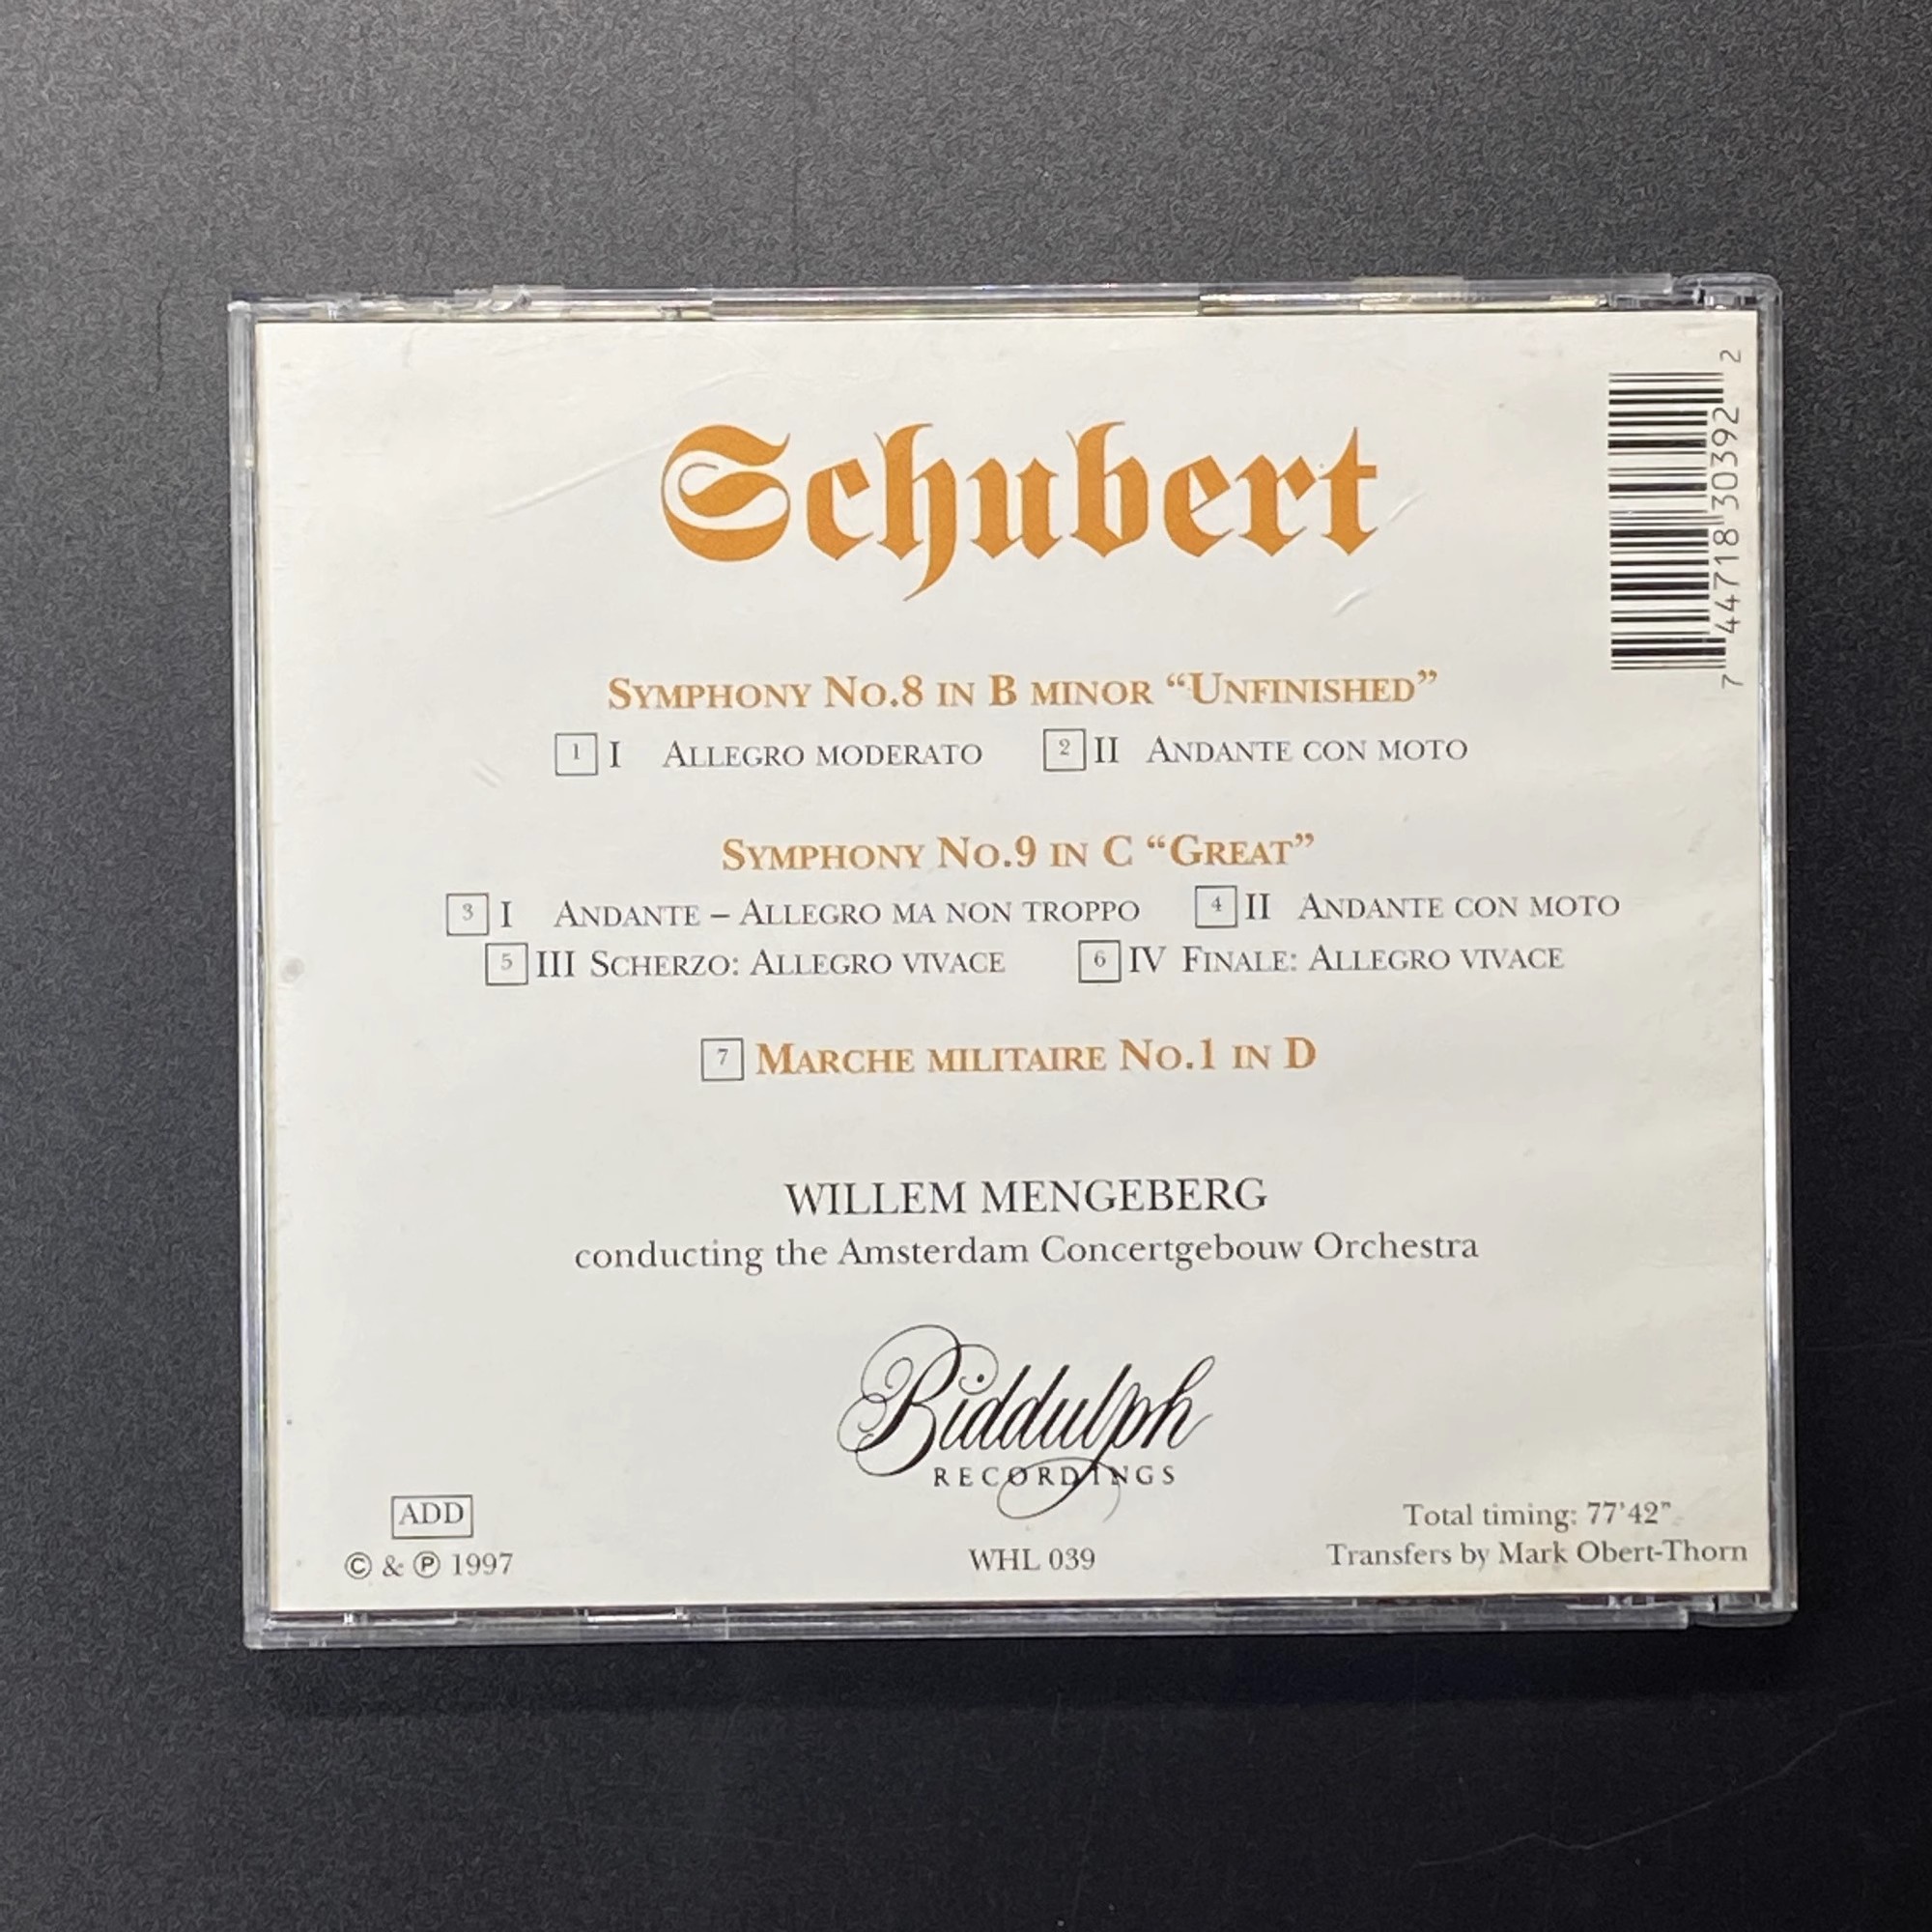 Schubert
SYMPHONY NO.8 IN B MINOR “UNFINISHED”
1 I ALLEGRO MODERATO 2 II ANDANTE CON MOTO
SYMPHONY NO.9 IN C “GREAT”
3 I ANDANTE – ALLEGRO MA NON TROPPO 4 II ANDANTE CON MOTO
5 III SCHERZO: ALLEGRO VIVACE 6 IV FINALE: ALLEGRO VIVACE
7 MARCHE MILITAIRE NO.1 IN D
WILLEM MENGEBERG
conducting the Amsterdam Concertgebouw Orchestra
Biddulph
RECORDINGS
ADD
© & ℗ 1997
WHL 039
Total timing: 77’42”
Transfers by Mark Obert-Thorn
7 44718 30392 2